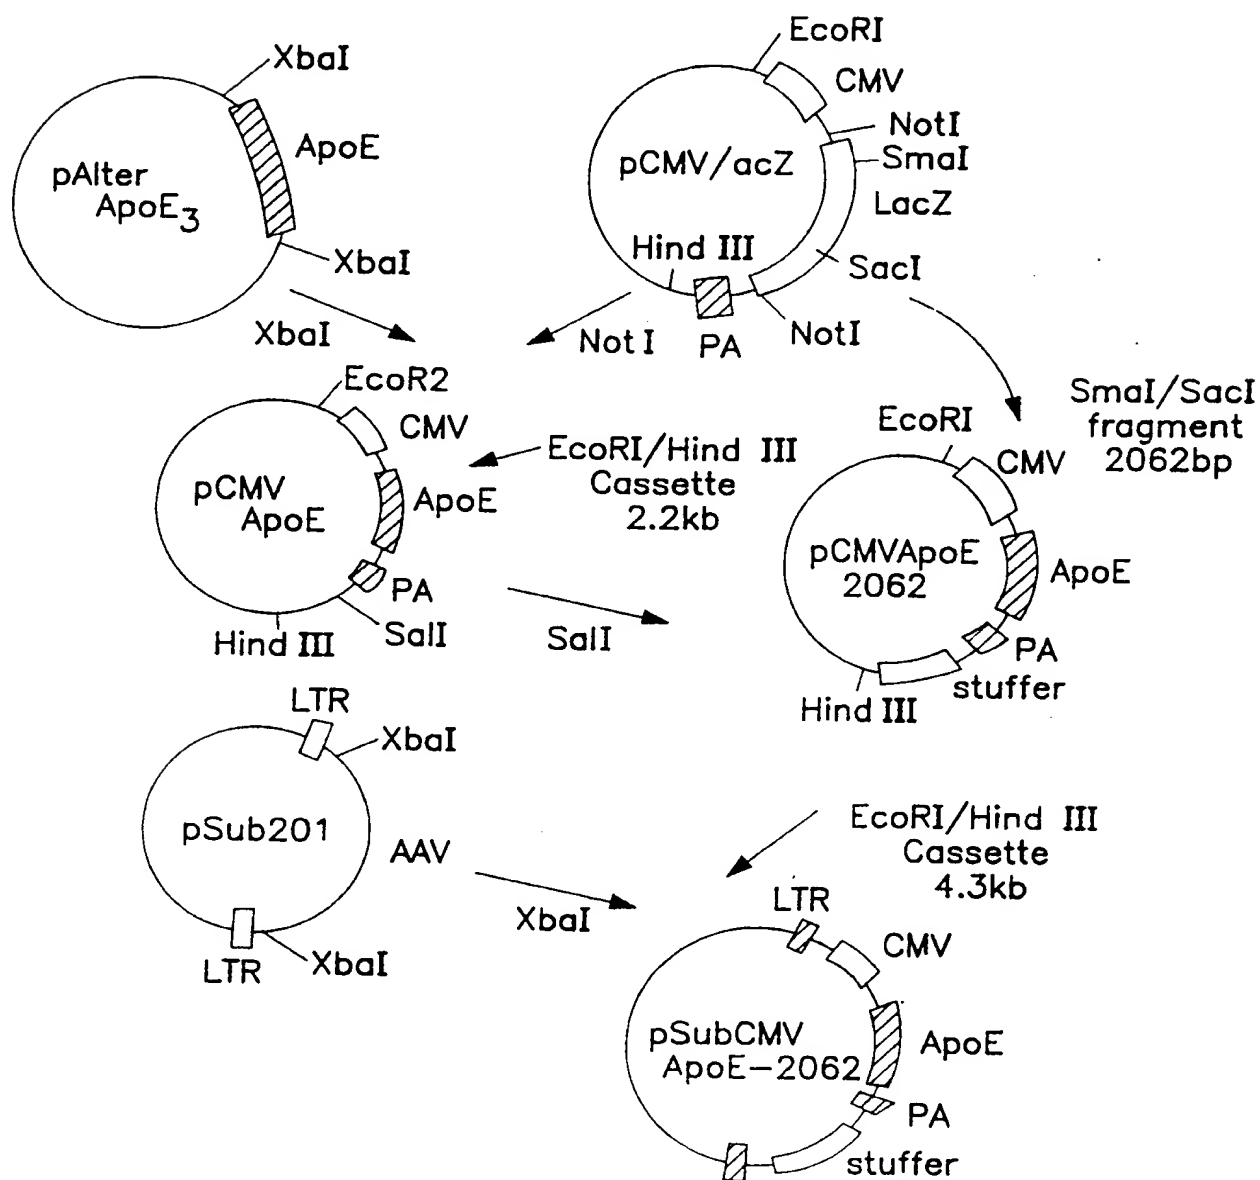 XbaI
ApoE
pAlter
ApoE3
XbaI
XbaI
EcoRI
CMV
NotI
SmaI
pCMV/acZ
LacZ
Hind III
SacI
NotI
PA
Not I
EcoR2
CMV
pCMV
ApoE
ApoE
PA
SalI
Hind III
EcoRI/Hind III
Cassette
2.2kb
SalI
SmaI/SacI
fragment
2062bp
EcoRI
CMV
pCMVApoE
2062
ApoE
PA
stuffer
Hind III
LTR
XbaI
pSub201
AAV
LTR
XbaI
XbaI
EcoRI/Hind III
Cassette
4.3kb
LTR
CMV
pSubCMV
ApoE-2062
ApoE
PA
stuffer